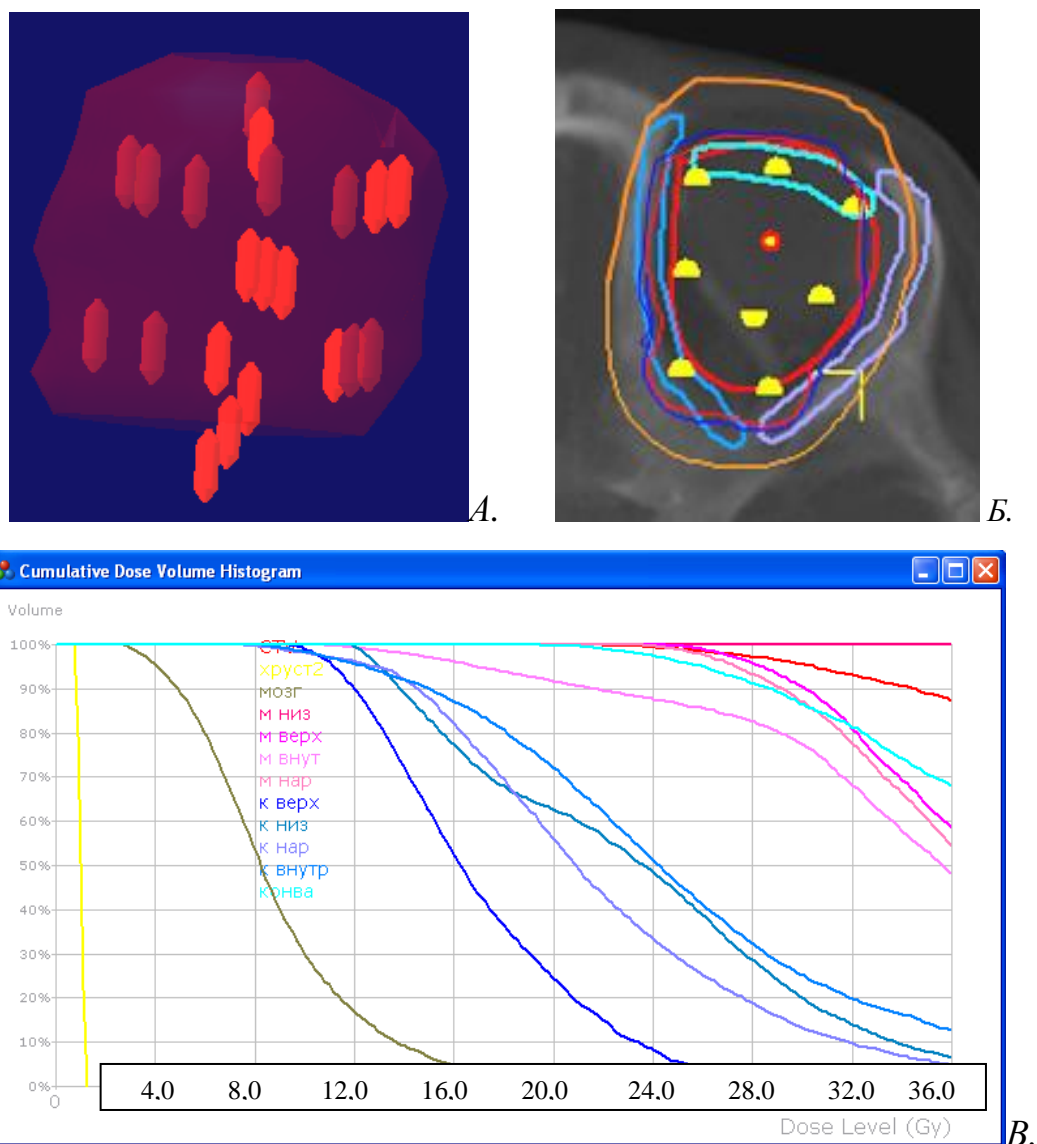 А.
Б.
Cumulative Dose Volume Histogram
Volume
100%
90%
80%
70%
60%
50%
40%
30%
20%
10%
0%
хруст2
мозг
м низ
м верх
м внут
м нар
к верх
к низ
к нар
к внутр
конва
0 4,0 8,0 12,0 16,0 20,0 24,0 28,0 32,0 36,0
Dose Level (Gy)
В.